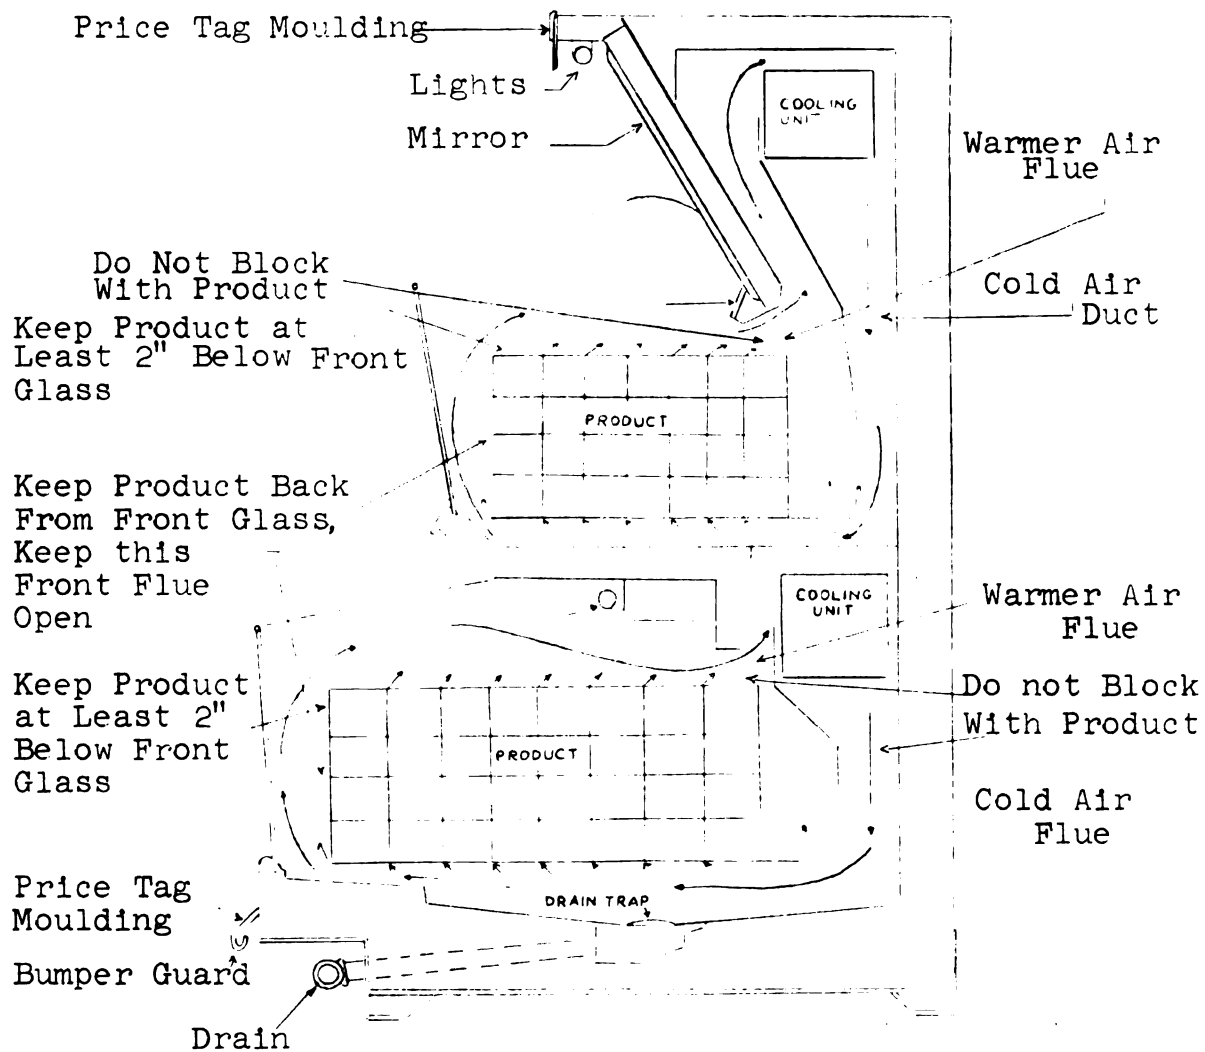 Price Tag Moulding
Lights
Mirror
COOLING
UNIT
Warmer Air
Flue
Cold Air
Duct
Do Not Block
With Product
Keep Product at
Least 2" Below Front
Glass
PRODUCT
Keep Product Back
From Front Glass,
Keep this
Front Flue
Open
COOLING
UNIT
Warmer Air
Flue
Do not Block
With Product
Keep Product
at Least 2"
Below Front
Glass
PRODUCT
Cold Air
Flue
Price Tag
Moulding
DRAIN TRAP
Bumper Guard
Drain